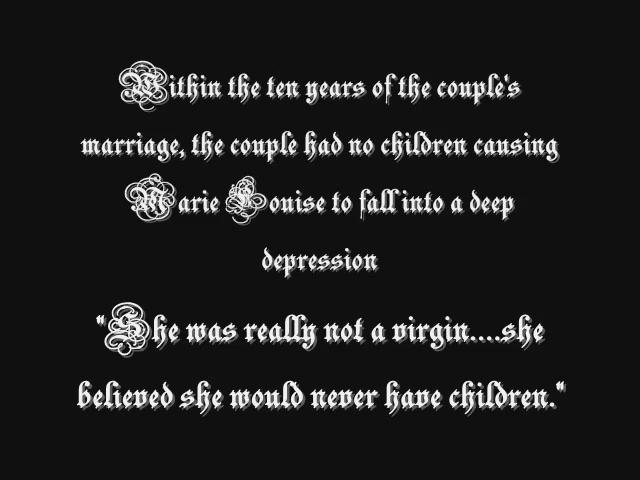 Within the ten years of the couple's
marriage, the couple had no children causing
Marie Louise to fall into a deep
depression
"She was really not a virgin....she
believed she would never have children."